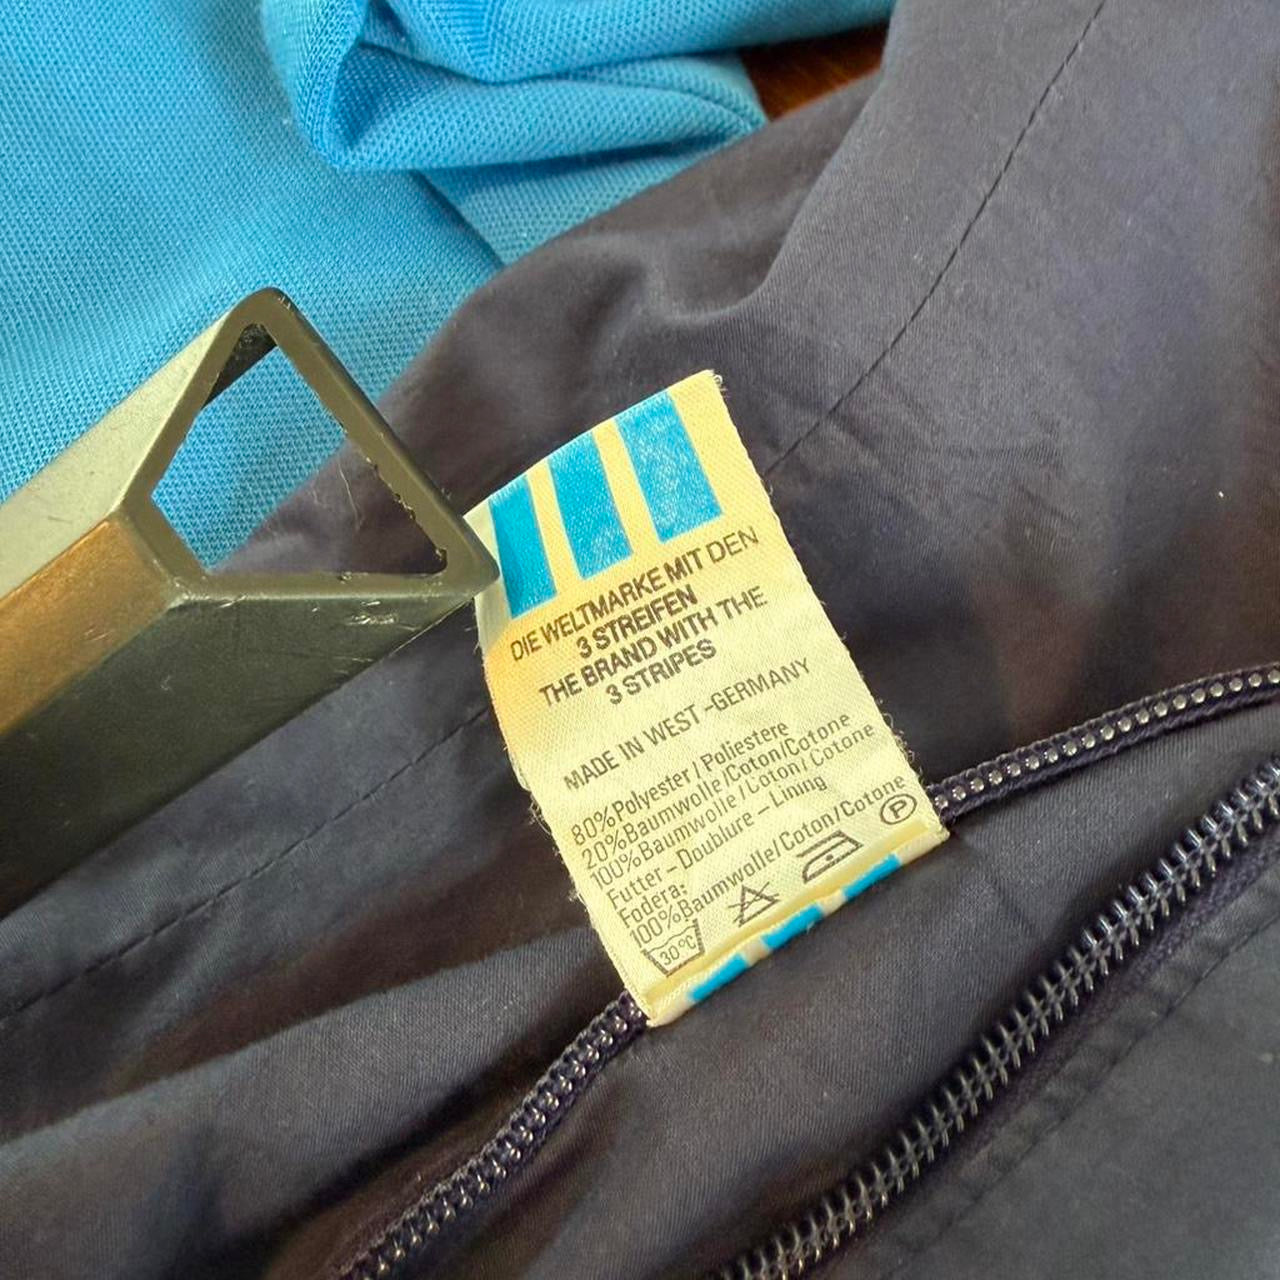 DIE WELTMARKE MIT DEN
3 STREIFEN
THE BRAND WITH THE
3 STRIPES
MADE IN WEST-GERMANY
80%Polyester / Poliestere
20%Baumwolle/Coton/Cotone
100%Baumwolle/Coton/Cotone
Futter-Doublure-Lining
Fodera:
100%Baumwolle/Coton/Cotone
30°C
P